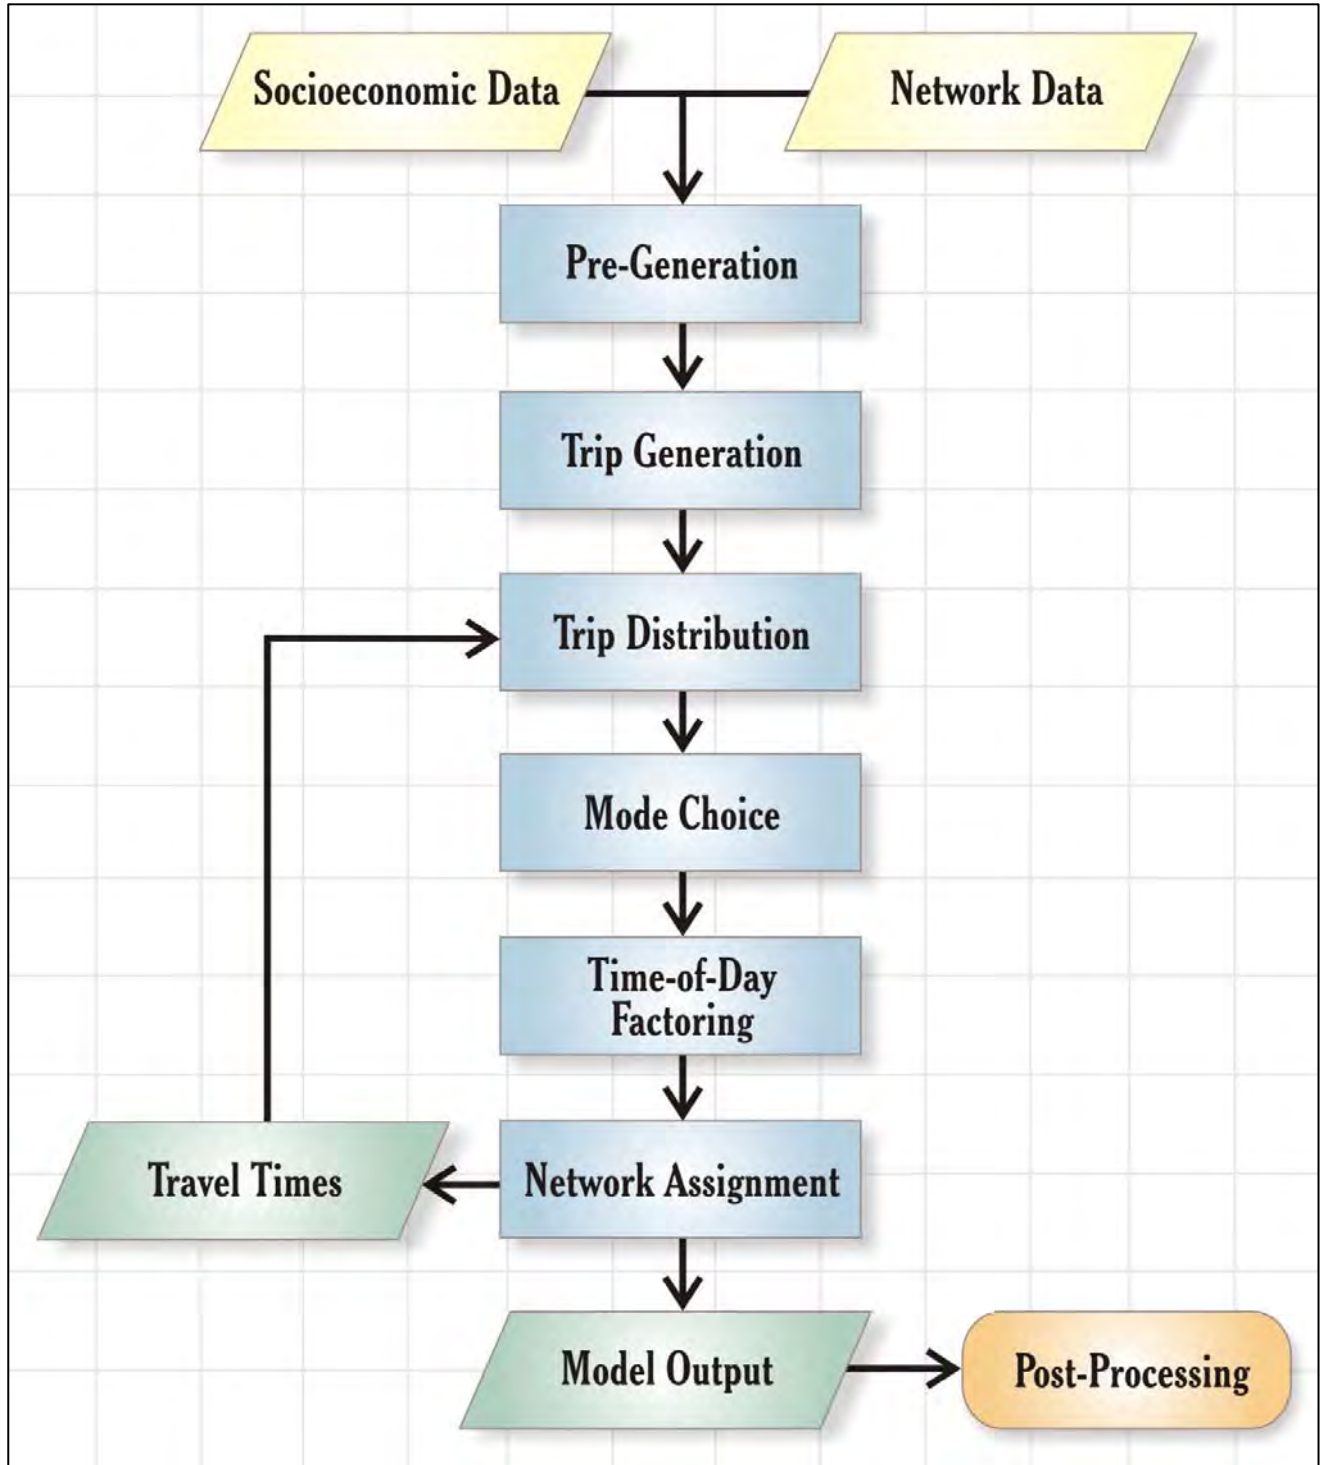 Socioeconomic Data
Network Data
Pre-Generation
Trip Generation
Trip Distribution
Mode Choice
Time-of-Day
Factoring
Travel Times
Network Assignment
Model Output
Post-Processing